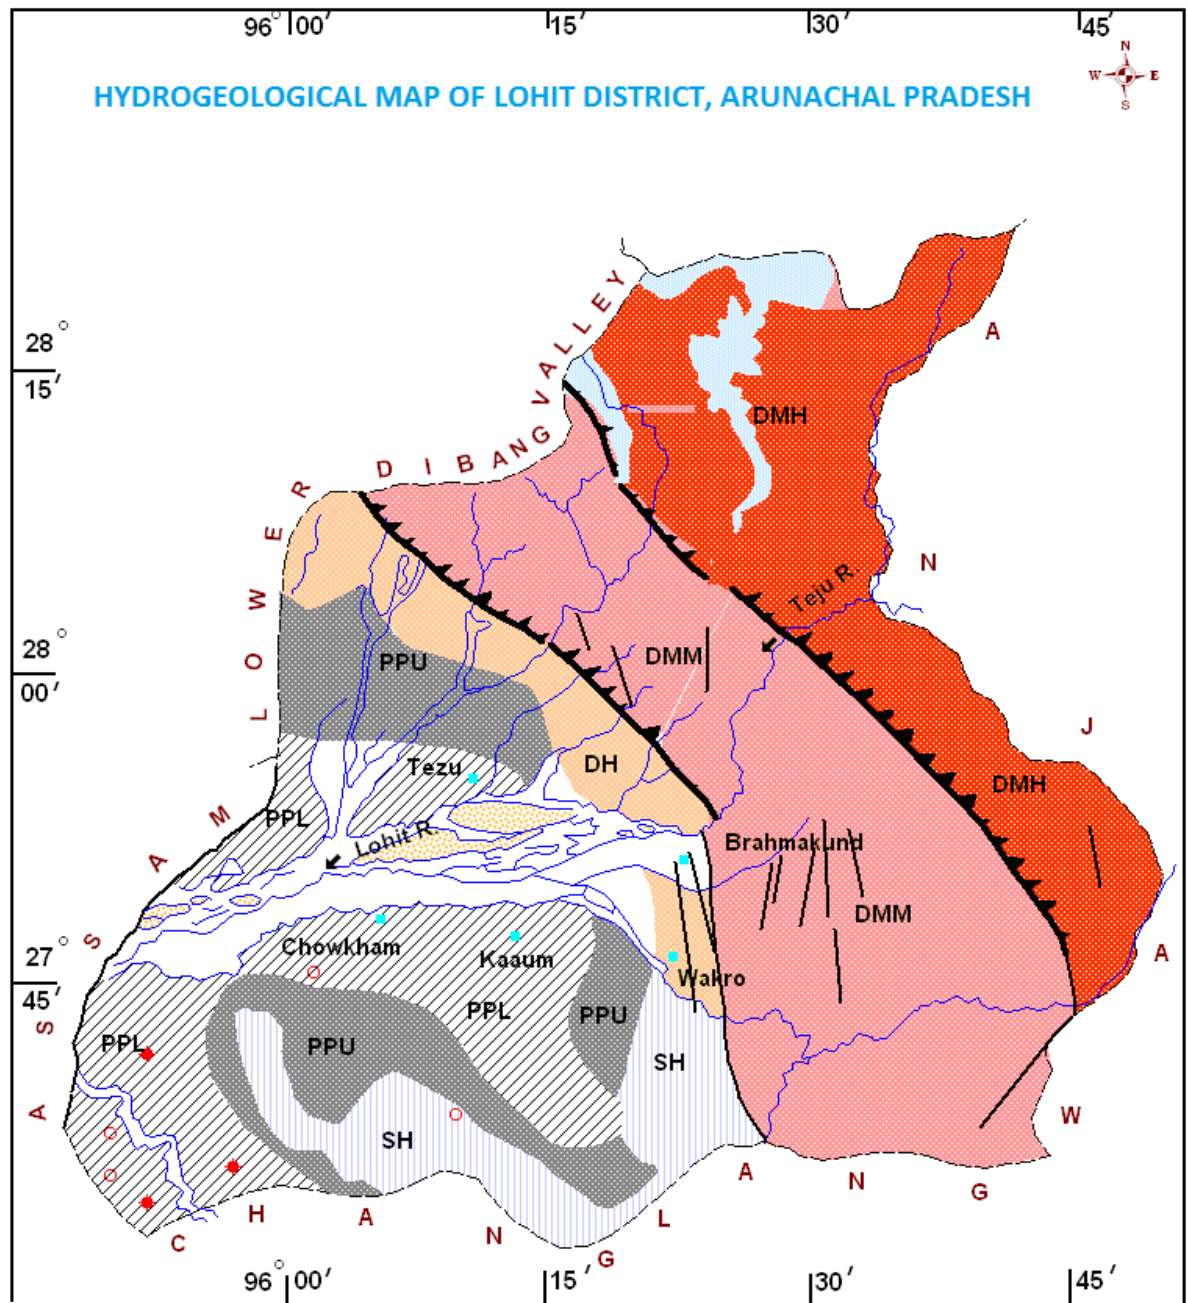 96° 00′ 15′ 30′ 45′
N
W E
S
HYDROGEOLOGICAL MAP OF LOHIT DISTRICT, ARUNACHAL PRADESH
28°
15′
LOWER DIBANG VALLEY
ANJAW
DMH
Teju R.
28°
00′
PPU
DMM
DH
Tezu
DMH
PPL
Lohit R.
Brahmakund
DMM
ASSAM
27°
45′
Chowkham
Kaaum
Wakro
PPL
PPU
PPL
PPU
SH
SH
CHANGLANG
96° 00′ 15′ 30′ 45′